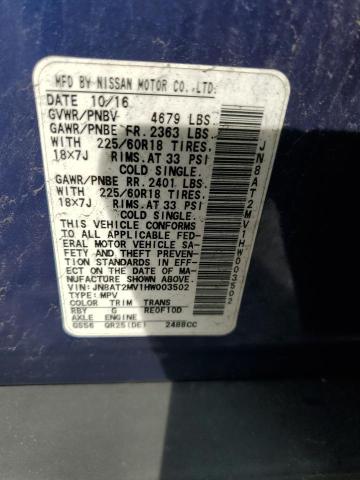 MFD BY NISSAN MOTOR CO.,LTD.
DATE 10/16
GVWR/PNBV 4679 LBS
GAWR/PNBE FR. 2363 LBS.
WITH 225/60R18 TIRES.
18×7J RIMS.AT 33 PSI
COLD SINGLE.
GAWR/PNBE RR. 2401 LBS.
WITH 225/60R18 TIRES.
18×7J RIMS.AT 33 PSI
COLD SINGLE.
THIS VEHICLE CONFORMS
TO ALL APPLICABLE FED-
ERAL MOTOR VEHICLE SA-
FETY AND THEFT PREVEN-
TION STANDARDS IN EFF-
ECT ON THE DATE OF MA-
NUFACTURE SHOWN ABOVE.
VIN: JN8AT2MV1HW003502
TYPE: MPV
COLOR TRIM TRANS
RBY G RE0F10D
AXLE ENGINE
GS56 QR25(DE) 2488CC
JN8AT2MV1HW003502